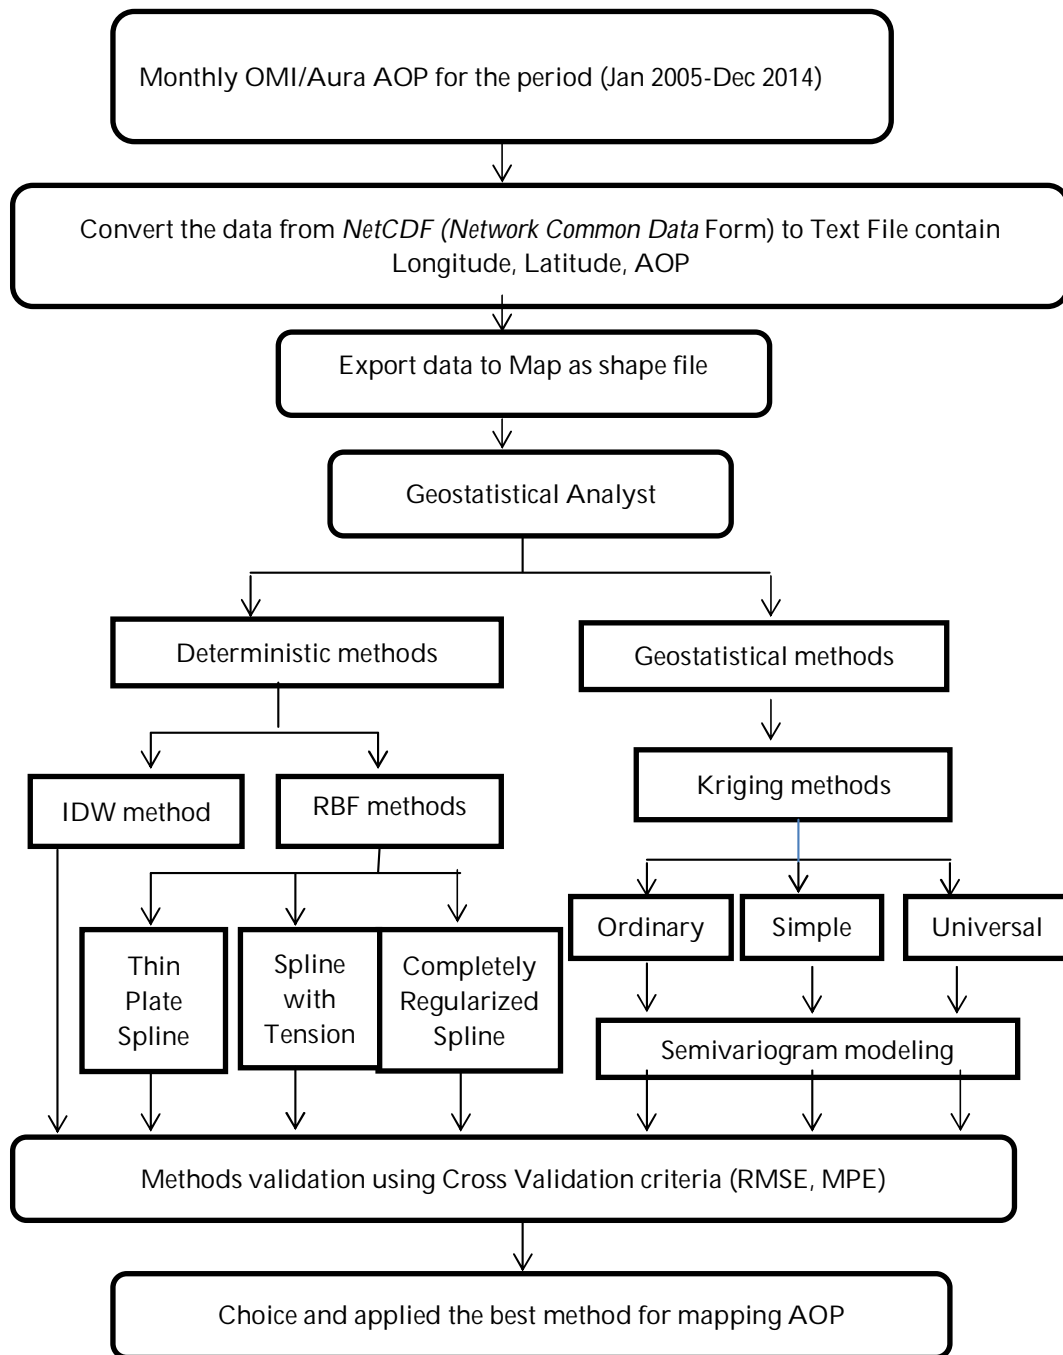 Monthly OMI/Aura AOP for the period (Jan 2005-Dec 2014)
Convert the data from NetCDF (Network Common Data Form) to Text File contain
Longitude, Latitude, AOP
Export data to Map as shape file
Geostatistical Analyst
Deterministic methods
Geostatistical methods
IDW method
RBF methods
Kriging methods
Thin
Plate
Spline
Spline
with
Tension
Completely
Regularized
Spline
Ordinary
Simple
Universal
Semivariogram modeling
Methods validation using Cross Validation criteria (RMSE, MPE)
Choice and applied the best method for mapping AOP